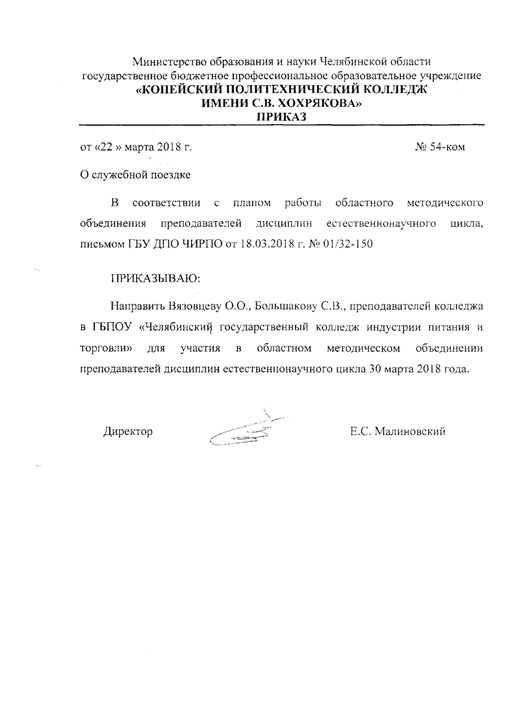 Министерство образования и науки Челябинской области
государственное бюджетное профессиональное образовательное учреждение
«КОПЕЙСКИЙ ПОЛИТЕХНИЧЕСКИЙ КОЛЛЕДЖ
ИМЕНИ С.В. ХОХРЯКОВА»
ПРИКАЗ
от «22 » марта 2018 г. № 54-ком
О служебной поездке
В соответствии с планом работы областного методического
объединения преподавателей дисциплин естественнонаучного цикла,
письмом ГБУ ДПО ЧИРПО от 18.03.2018 г. № 01/32-150
ПРИКАЗЫВАЮ:
Направить Вязовцеву О.О., Большакову С.В., преподавателей колледжа
в ГБПОУ «Челябинский государственный колледж индустрии питания и
торговли» для участия в областном методическом объединении
преподавателей дисциплин естественнонаучного цикла 30 марта 2018 года.
Директор Е.С. Малиновский